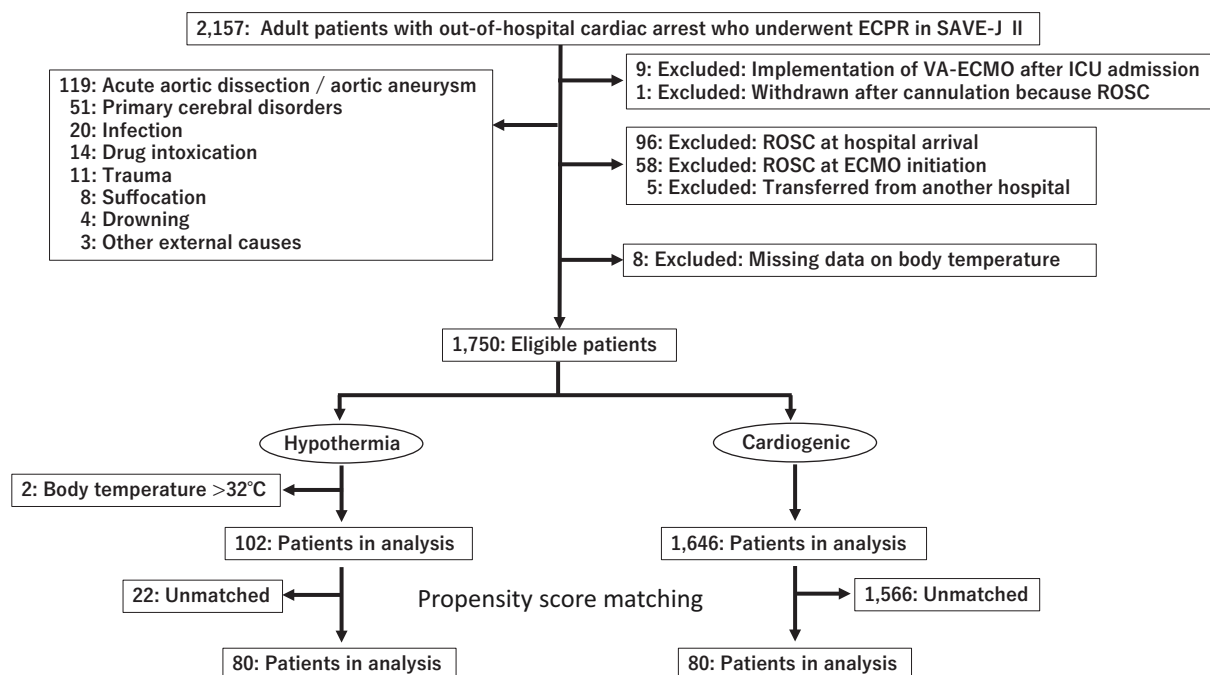 2,157: Adult patients with out-of-hospital cardiac arrest who underwent ECPR in SAVE-J II
9: Excluded: Implementation of VA-ECMO after ICU admission
1: Excluded: Withdrawn after cannulation because ROSC
119: Acute aortic dissection / aortic aneurysm
51: Primary cerebral disorders
20: Infection
14: Drug intoxication
11: Trauma
8: Suffocation
4: Drowning
3: Other external causes
96: Excluded: ROSC at hospital arrival
58: Excluded: ROSC at ECMO initiation
5: Excluded: Transferred from another hospital
8: Excluded: Missing data on body temperature
1,750: Eligible patients
Hypothermia
Cardiogenic
2: Body temperature >32°C
102: Patients in analysis
1,646: Patients in analysis
22: Unmatched
Propensity score matching
1,566: Unmatched
80: Patients in analysis
80: Patients in analysis